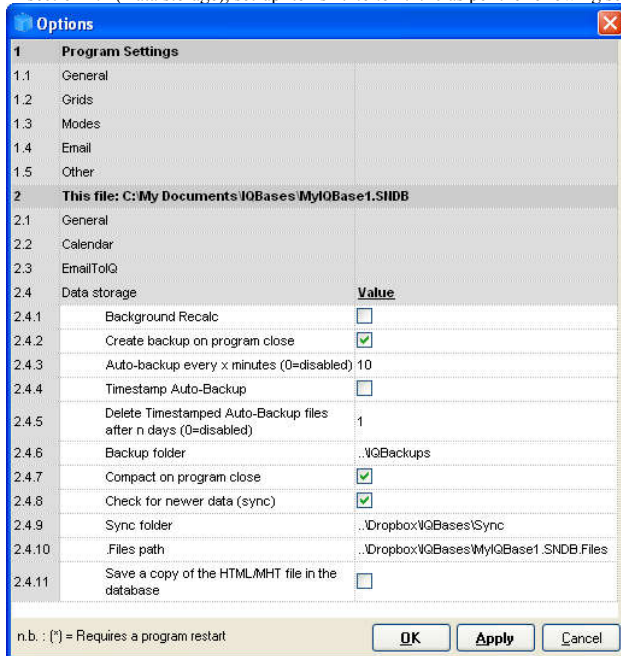 Options
1 Program Settings
1.1 General
1.2 Grids
1.3 Modes
1.4 Email
1.5 Other
2 This file: C:\My Documents\IQBases\MyIQBase1.SNDB
2.1 General
2.2 Calendar
2.3 EmailToIQ
2.4 Data storage Value
2.4.1 Background Recalc
2.4.2 Create backup on program close
2.4.3 Auto-backup every x minutes (0=disabled) 10
2.4.4 Timestamp Auto-Backup
2.4.5 Delete Timestamped Auto-Backup files
after n days (0=disabled) 1
2.4.6 Backup folder ..\IQBackups
2.4.7 Compact on program close
2.4.8 Check for newer data (sync)
2.4.9 Sync folder ..\Dropbox\IQBases\Sync
2.4.10 .Files path ..\Dropbox\IQBases\MyIQBase1.SNDB.Files
2.4.11 Save a copy of the HTML/MHT file in the
database
n.b. : (*) = Requires a program restart OK Apply Cancel